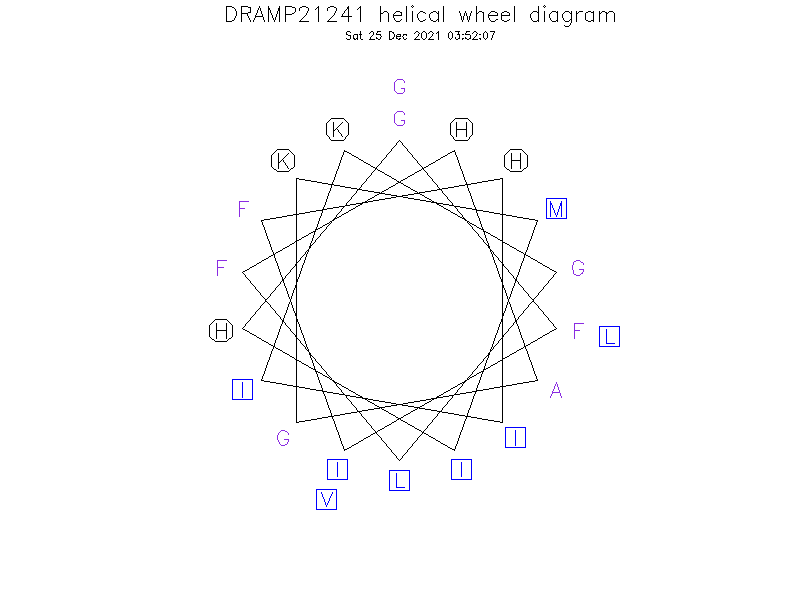 DRAMP21241 helical wheel diagram
Sat 25 Dec 2021 03:52:07
G
G
K H
K H
F M
F G
H F L
I A
G I
I L I
V